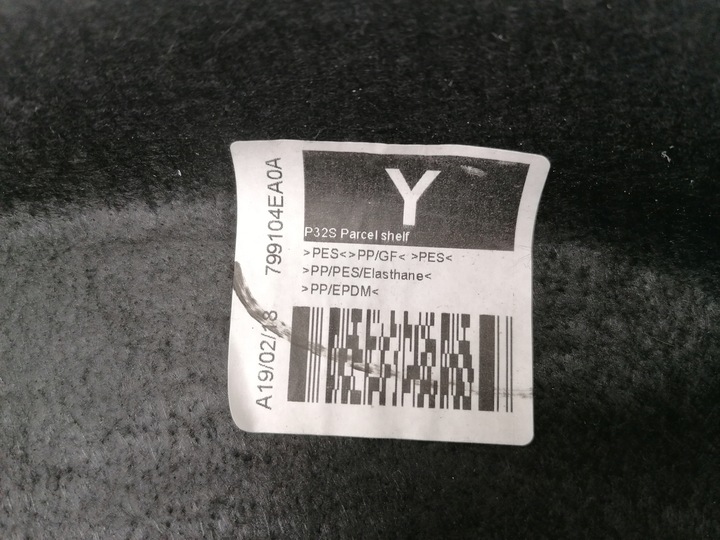 Y
P32S Parcel shelf
>PES<>PP/GF< >PES<
>PP/PES/Elasthane<
>PP/EPDM<
799104EA0A
A19/02/18